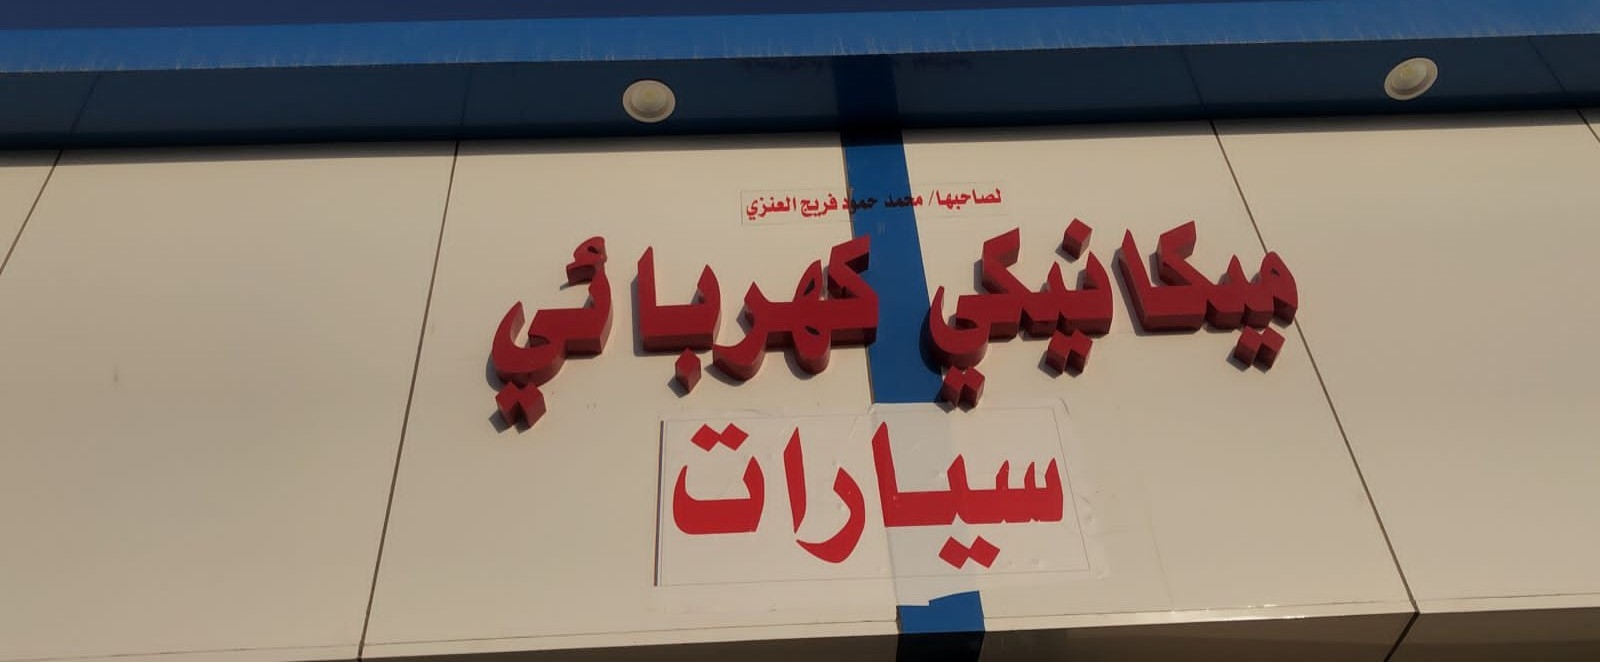 لصاحبها/ محمد حمود فريج العنزي
ميكانيكي كهربائي
سيارات